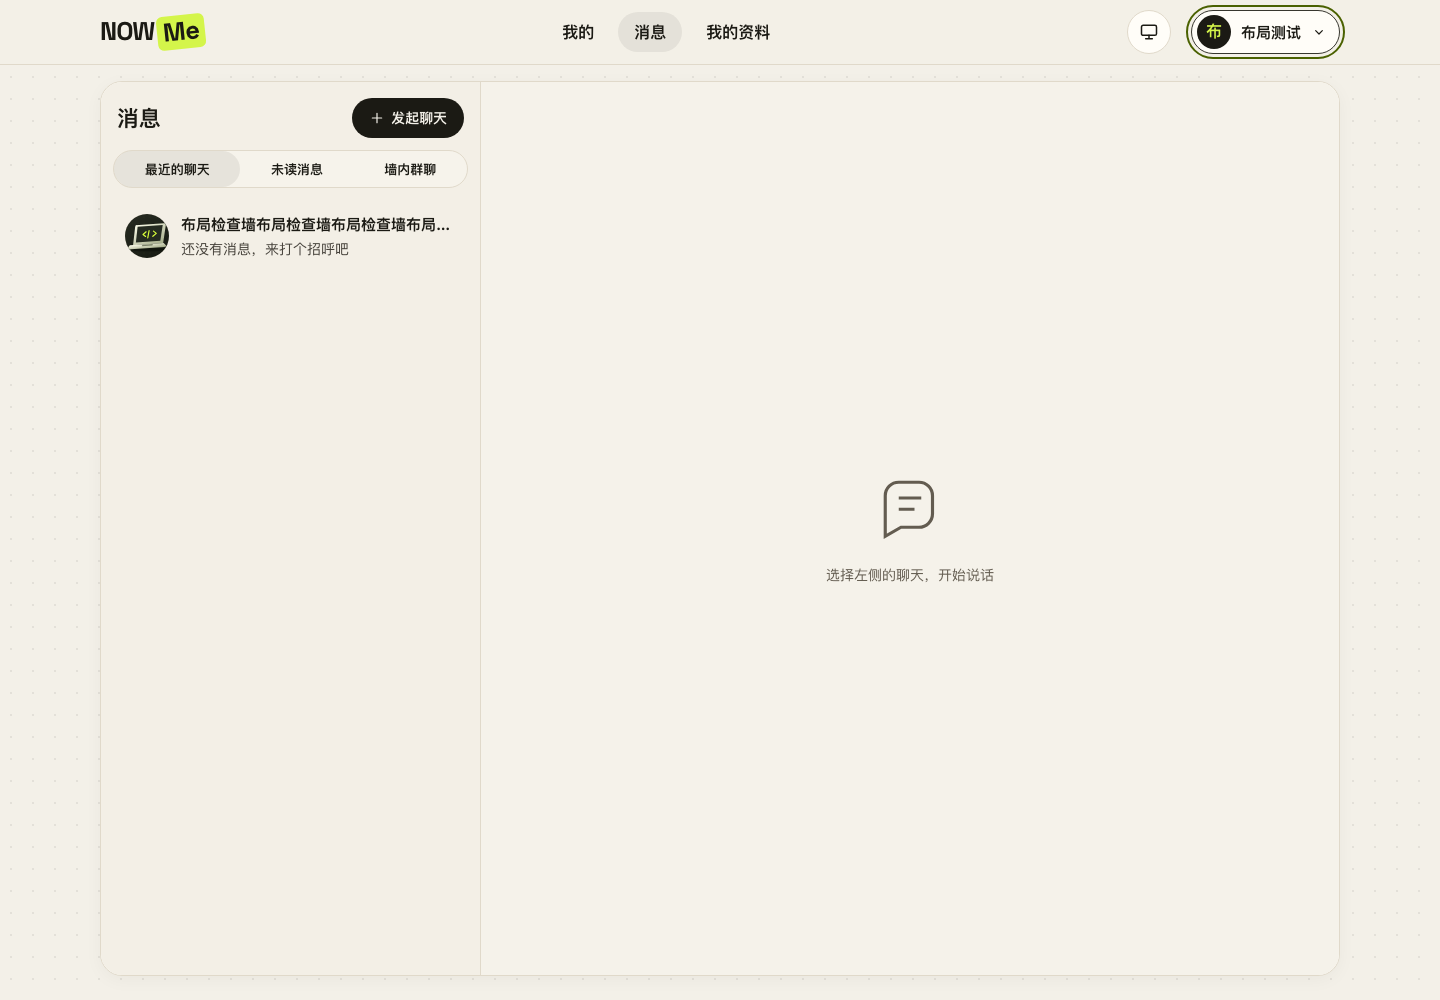 NOW Me
我的
消息
我的资料
布
布局测试
消息
发起聊天
最近的聊天
未读消息
墙内群聊
</>
布局检查墙布局检查墙布局检查墙布局...
还没有消息，来打个招呼吧
选择左侧的聊天，开始说话